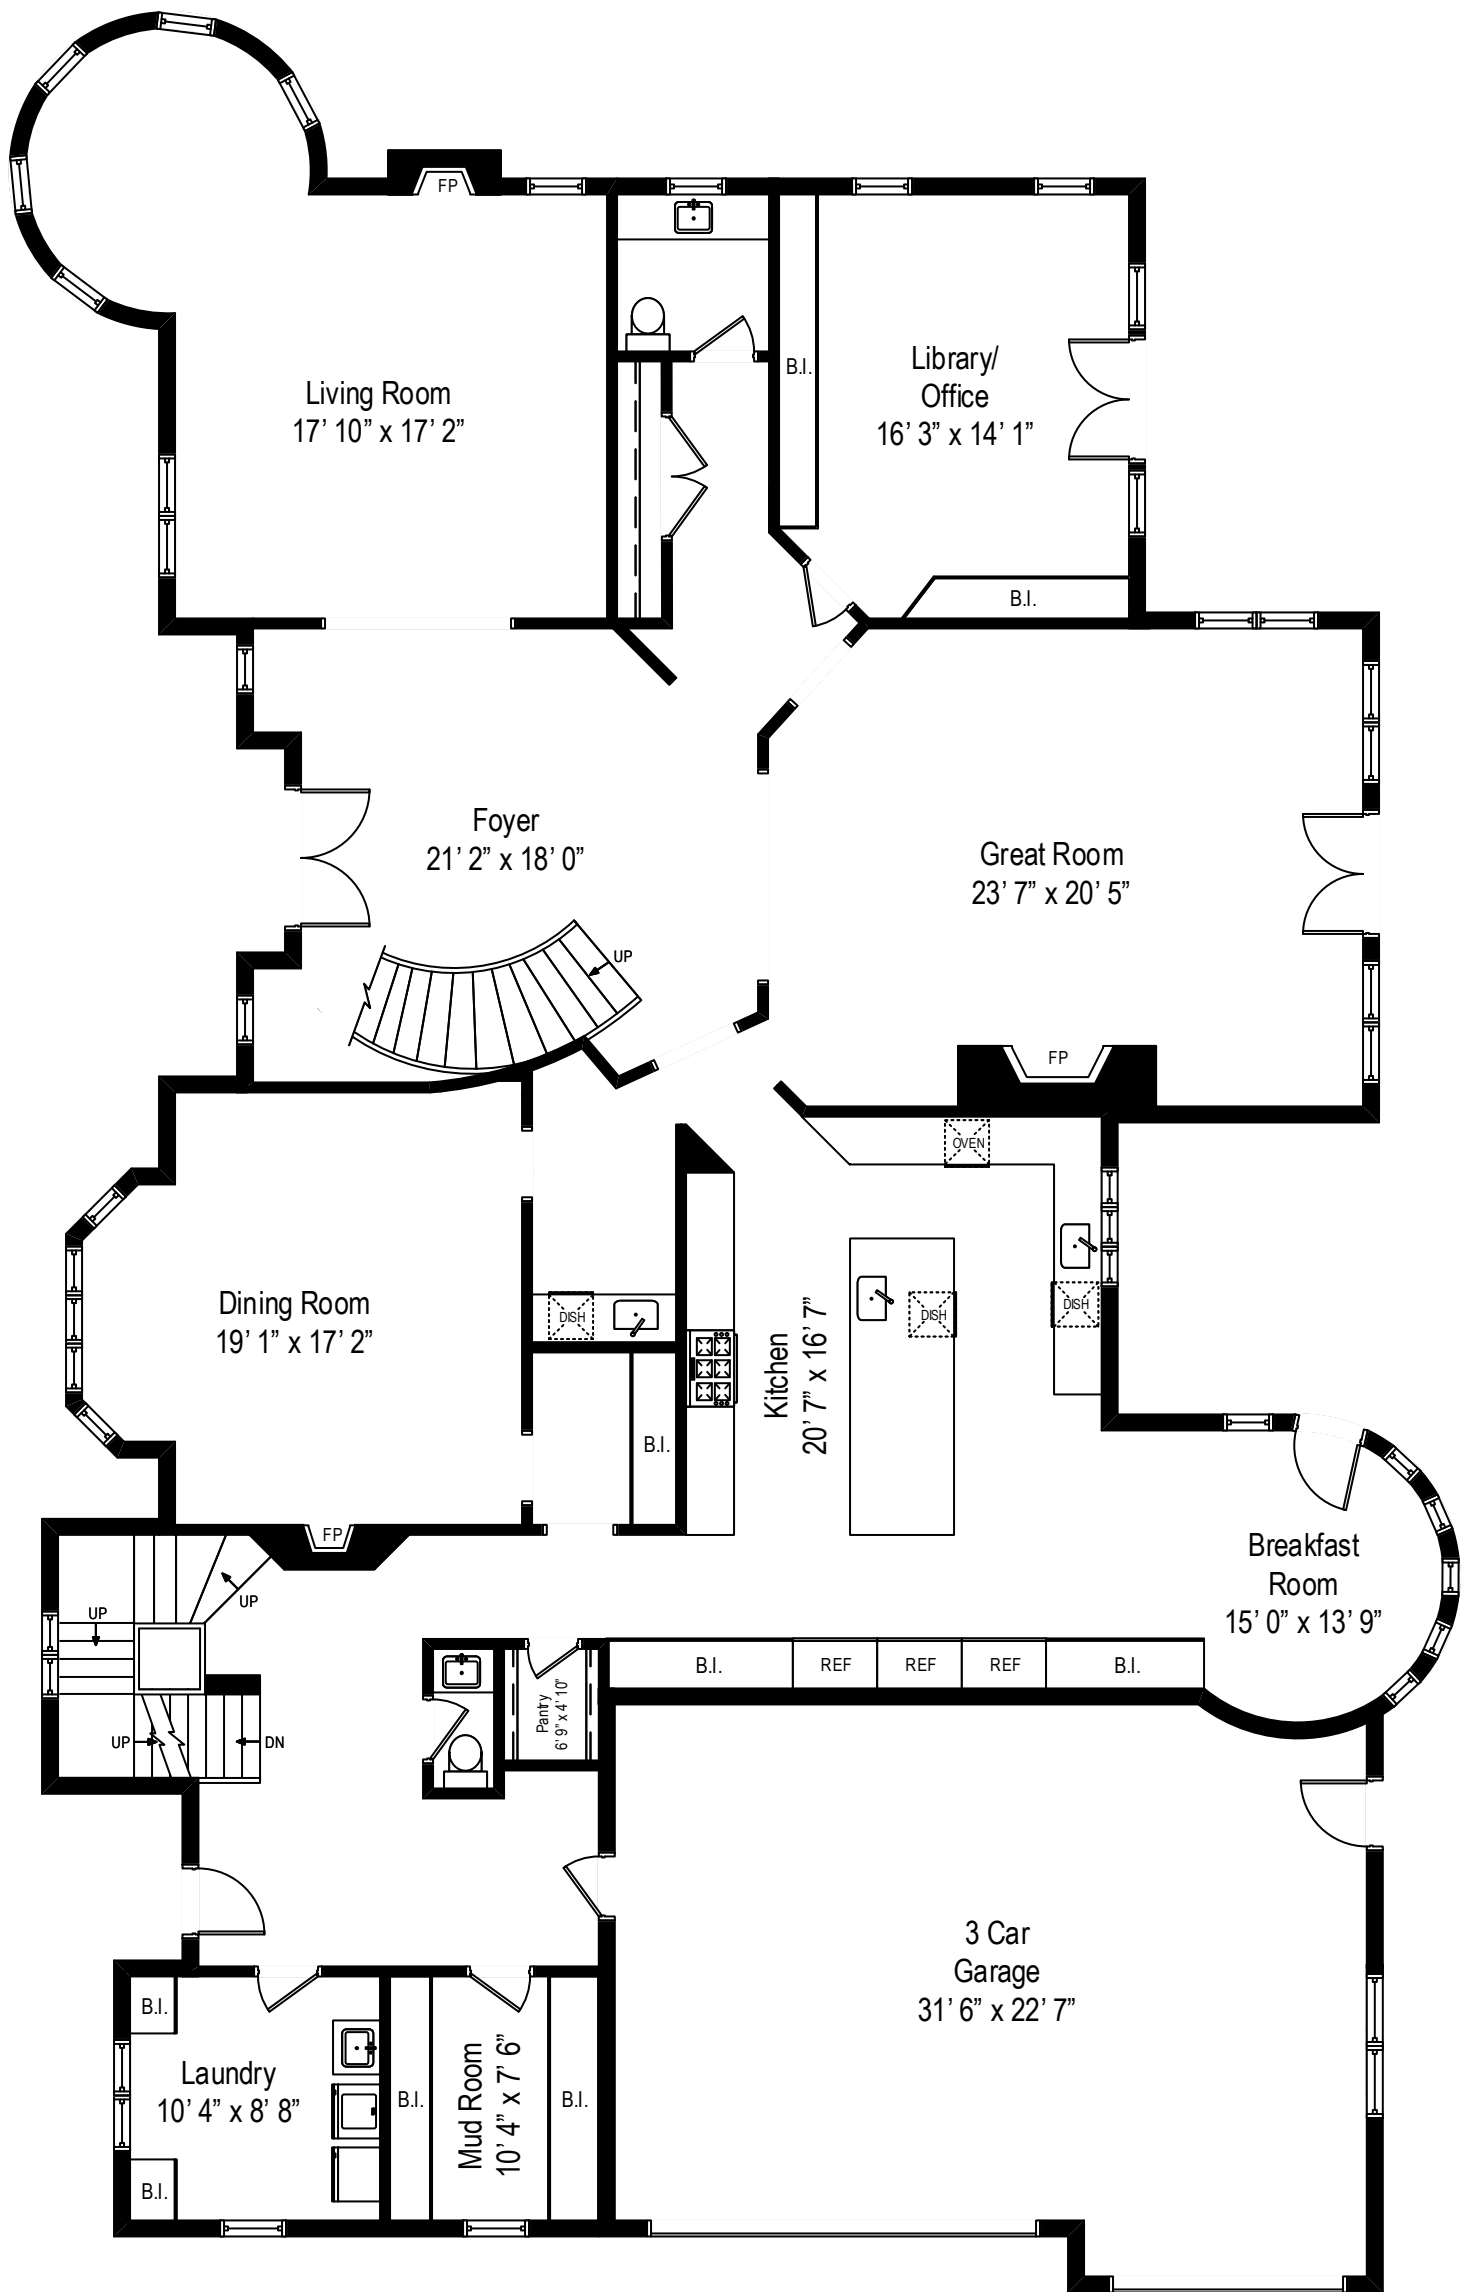 FP
Living Room
17’ 10” x 17’ 2”
B.I.
Library/
Office
16’ 3” x 14’ 1”
B.I.
Foyer
21’ 2” x 18’ 0”
UP
Great Room
23’ 7” x 20’ 5”
FP
OVEN
Dining Room
19’ 1” x 17’ 2”
DISH
B.I.
Kitchen
20’ 7” x 16’ 7”
DISH
DISH
FP
Breakfast
Room
15’ 0” x 13’ 9”
UP
UP
UP
DN
Pantry
6’ 9” x 4’ 10”
B.I.
REF
REF
REF
B.I.
3 Car
Garage
31’ 6” x 22’ 7”
B.I.
Laundry
10’ 4” x 8’ 8”
B.I.
B.I.
Mud Room
10’ 4” x 7’ 6”
B.I.